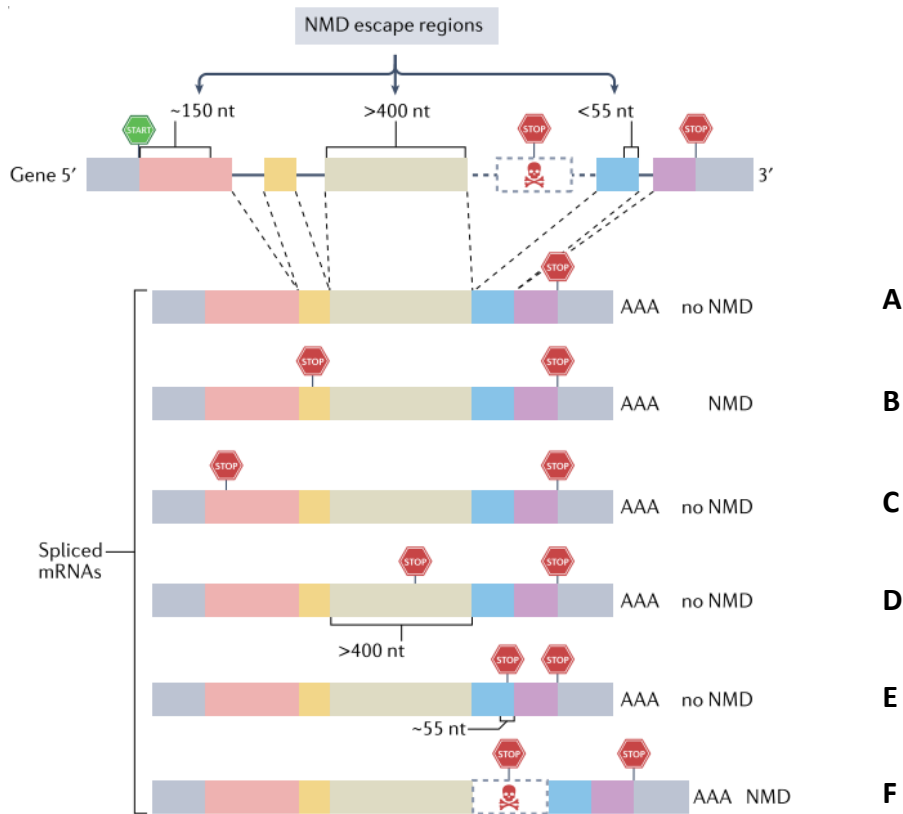 NMD escape regions
~150 nt
>400 nt
<55 nt
START
STOP
STOP
Gene 5′
3′
STOP
AAA no NMD
A
STOP
STOP
AAA NMD
B
STOP
STOP
AAA no NMD
C
Spliced
mRNAs
STOP
STOP
AAA no NMD
D
>400 nt
STOP
STOP
AAA no NMD
E
~55 nt
STOP
STOP
AAA NMD
F